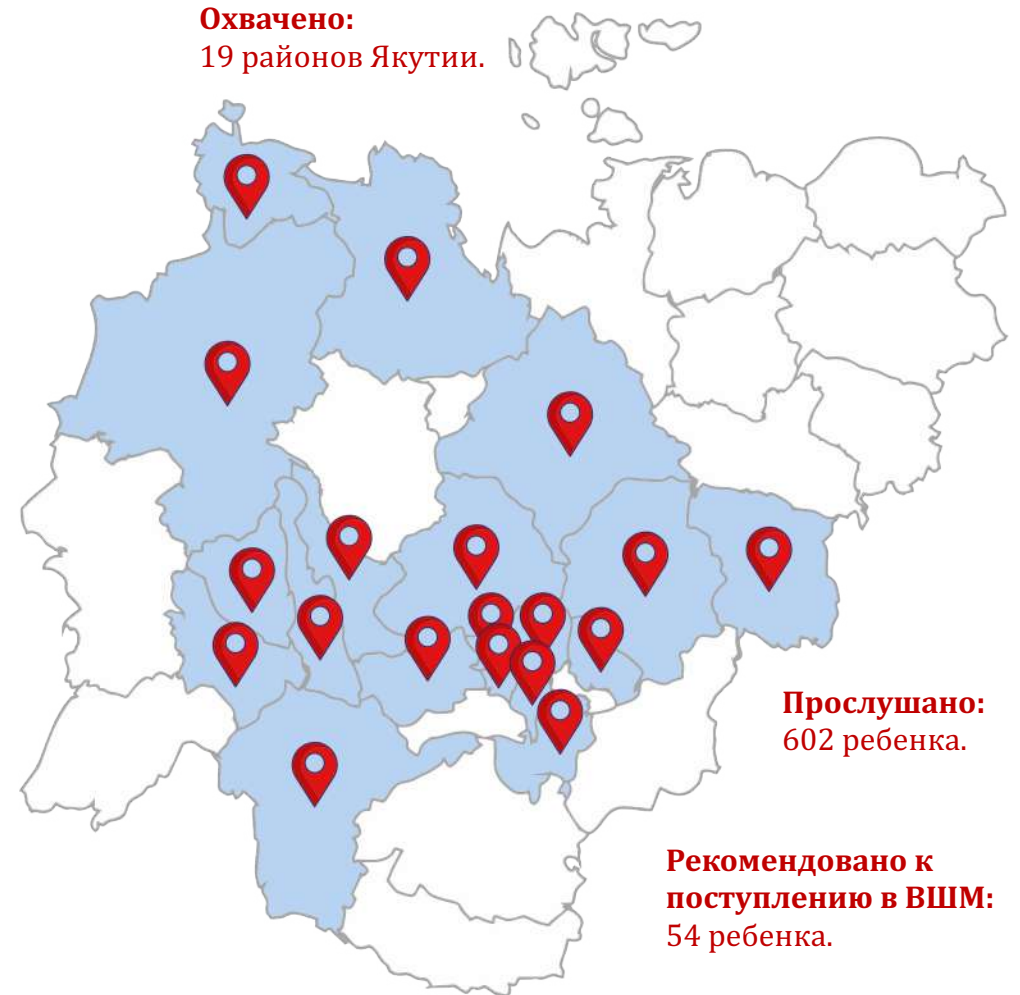 Охвачено:
19 районов Якутии.
Прослушано:
602 ребенка.
Рекомендовано к
поступлению в ВШМ:
54 ребенка.